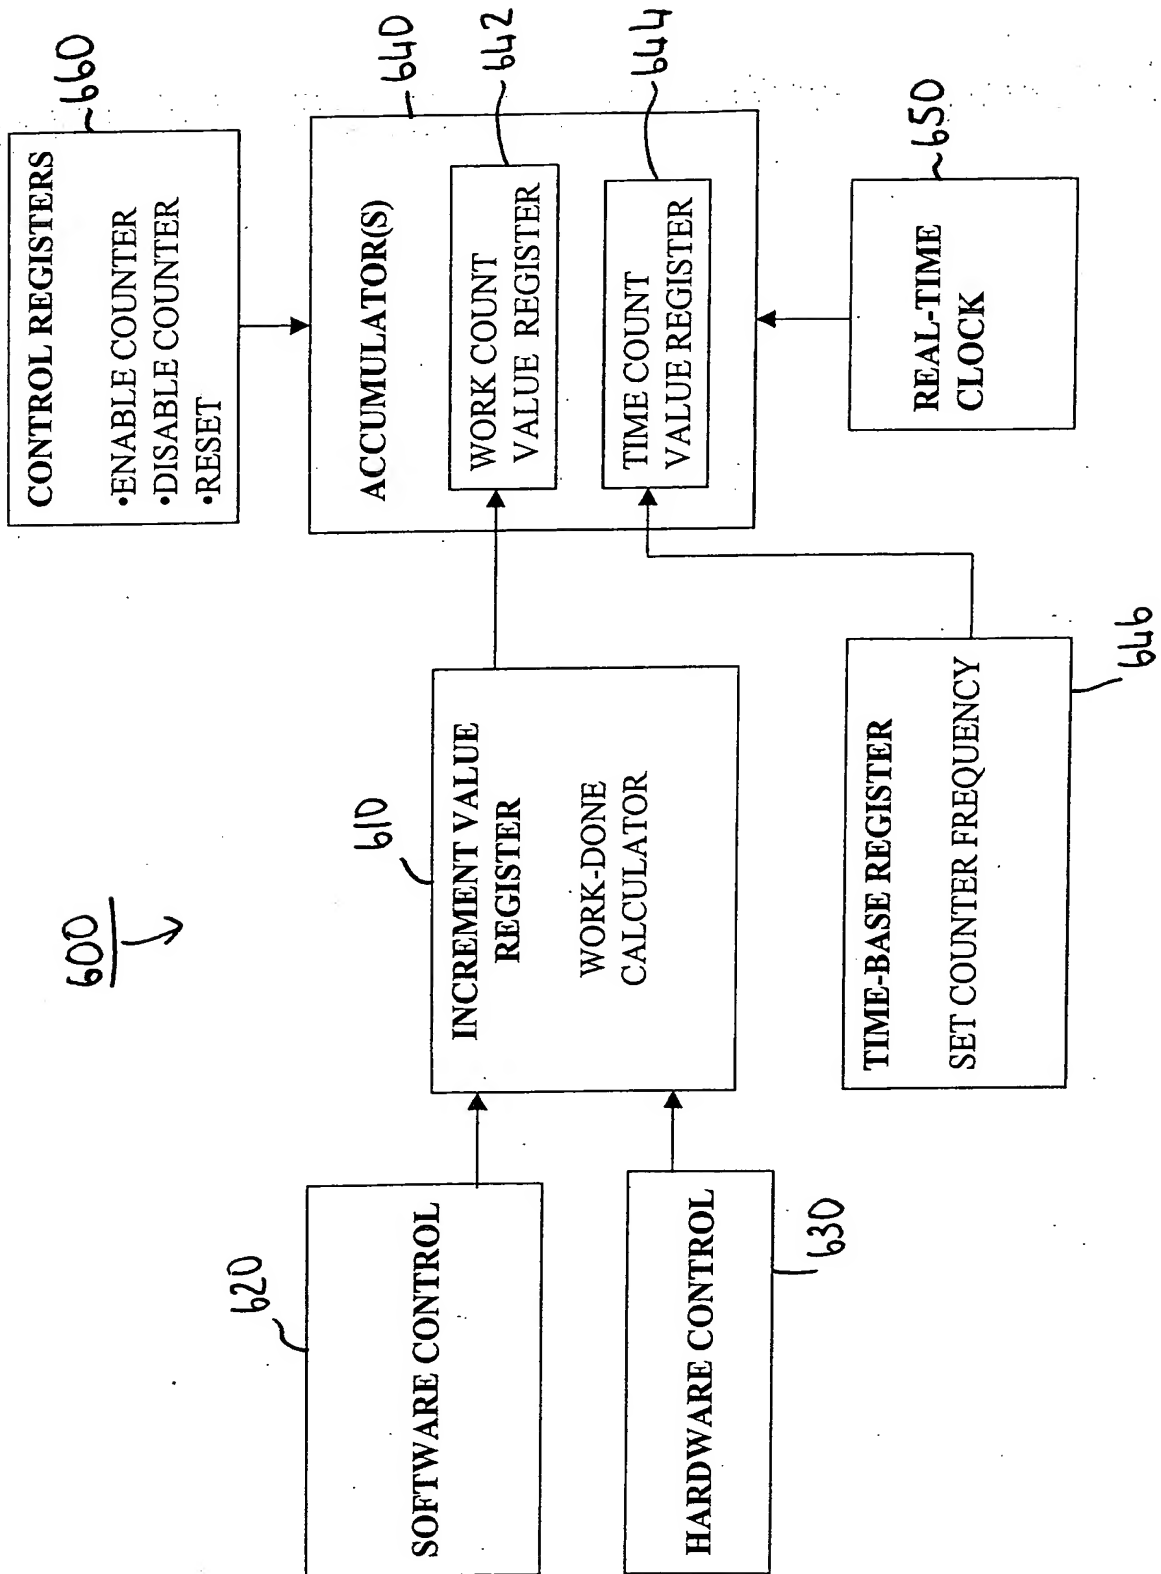 600
SOFTWARE CONTROL
620
HARDWARE CONTROL
630
INCREMENT VALUE
REGISTER
WORK-DONE
CALCULATOR
610
TIME-BASE REGISTER
SET COUNTER FREQUENCY
646
CONTROL REGISTERS
•ENABLE COUNTER
•DISABLE COUNTER
•RESET
660
ACCUMULATOR(S)
640
WORK COUNT
VALUE REGISTER
642
TIME COUNT
VALUE REGISTER
644
REAL-TIME
CLOCK
650